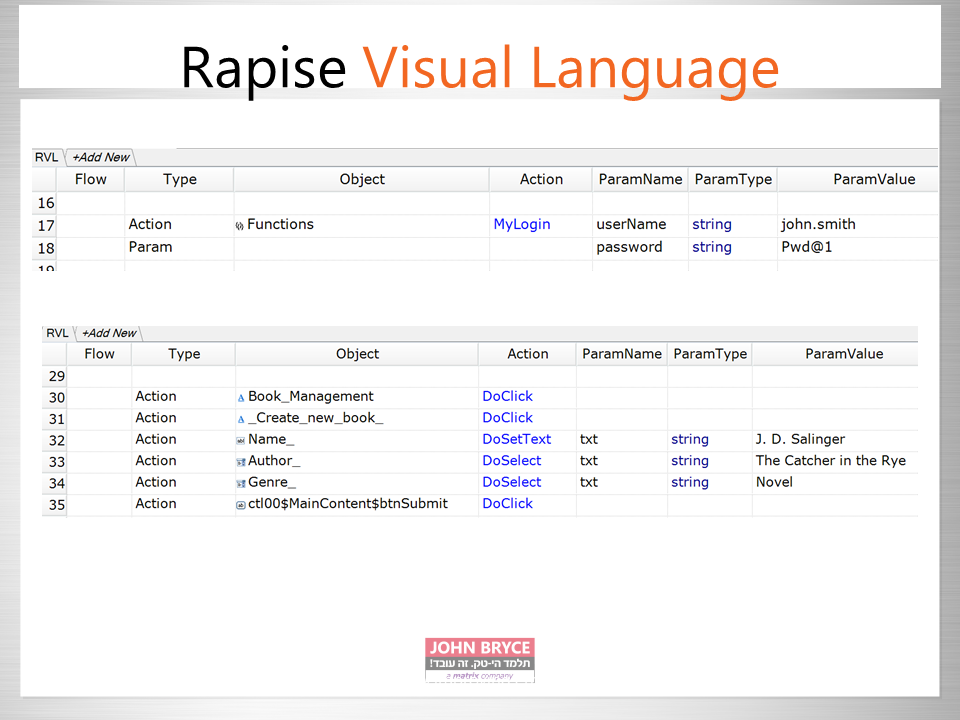 Rapise Visual Language
RVL +Add New
Flow Type Object Action ParamName ParamType ParamValue
16
17 Action Functions MyLogin userName string john.smith
18 Param password string Pwd@1
19
RVL +Add New
Flow Type Object Action ParamName ParamType ParamValue
29
30 Action Book_Management DoClick
31 Action _Create_new_book_ DoClick
32 Action Name_ DoSetText txt string J. D. Salinger
33 Action Author_ DoSelect txt string The Catcher in the Rye
34 Action Genre_ DoSelect txt string Novel
35 Action ctl00$MainContent$btnSubmit DoClick
JOHN BRYCE
תלמד הי-טק. זה עובד!
a matrix company